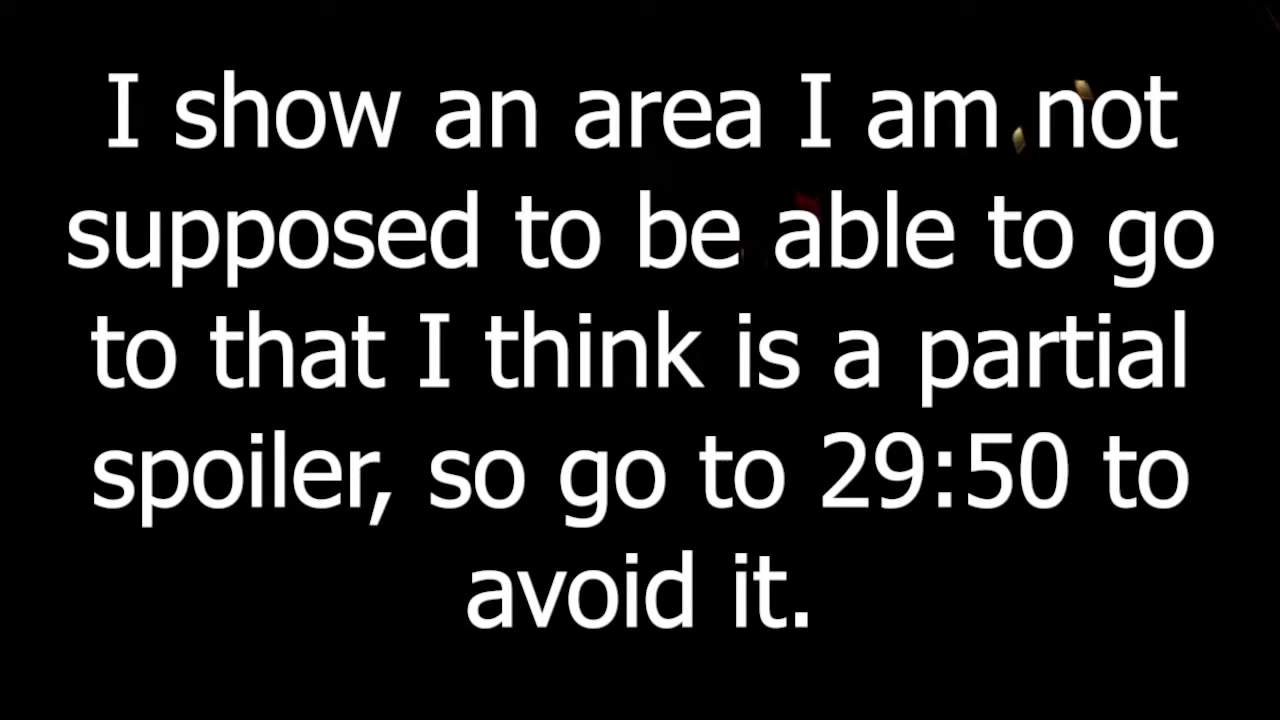 I show an area I am not
supposed to be able to go
to that I think is a partial
spoiler, so go to 29:50 to
avoid it.